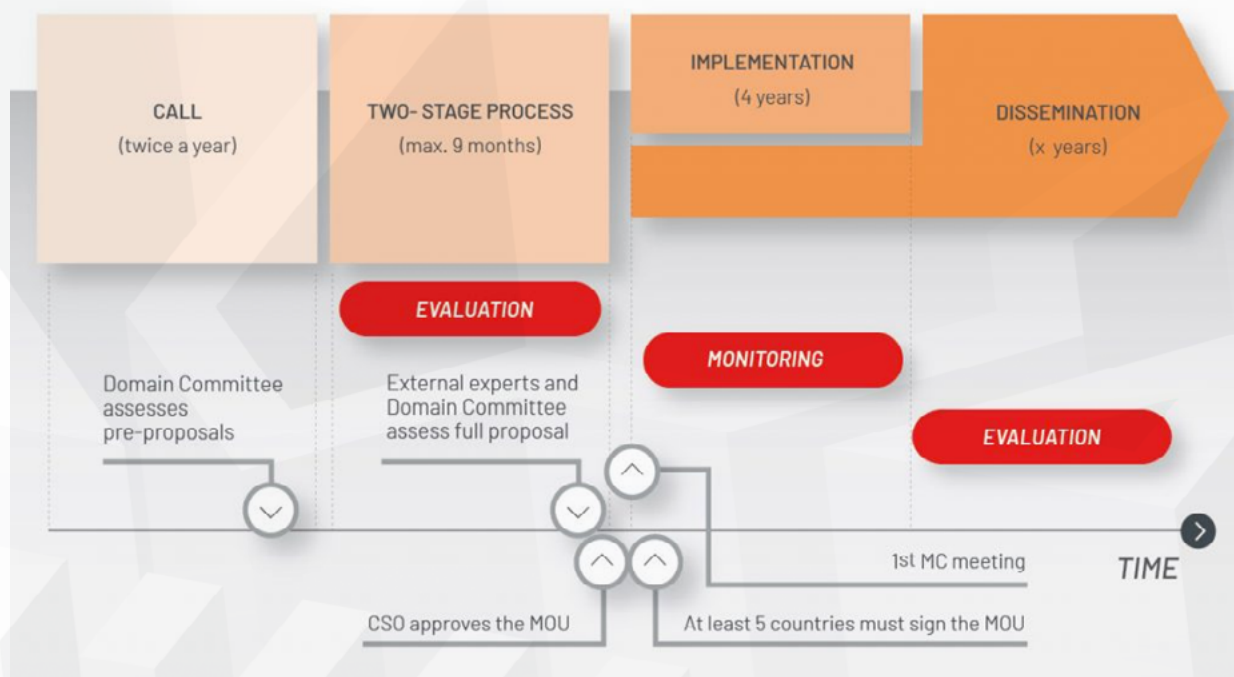 CALL
(twice a year)
TWO- STAGE PROCESS
(max. 9 months)
IMPLEMENTATION
(4 years)
DISSEMINATION
(x years)
EVALUATION
MONITORING
EVALUATION
Domain Committee
assesses
pre-proposals
External experts and
Domain Committee
assess full proposal
1st MC meeting
TIME
CSO approves the MOU
At least 5 countries must sign the MOU